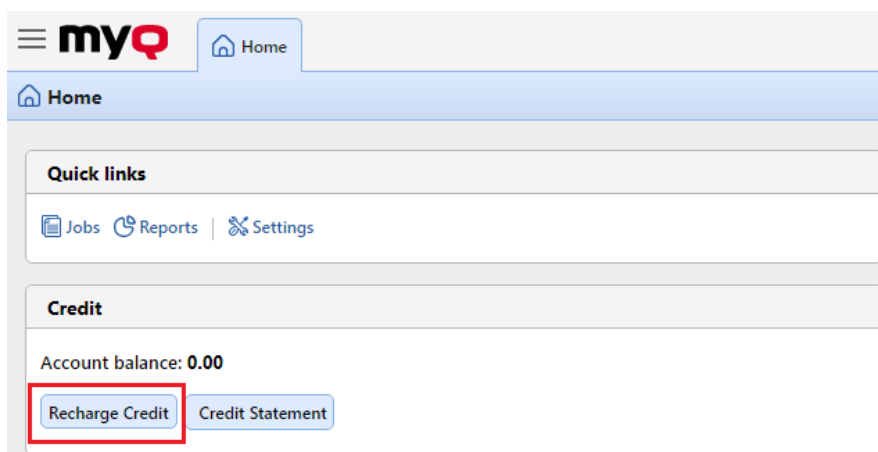 myQ Home
Home
Quick links
Jobs Reports | Settings
Credit
Account balance: 0.00
Recharge Credit Credit Statement